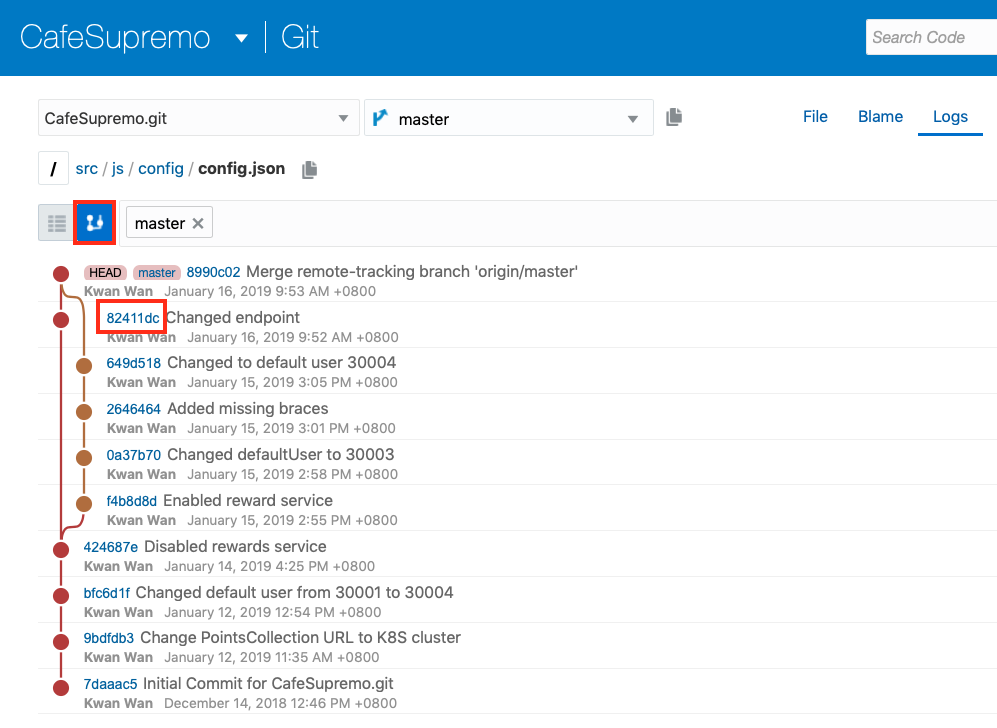 CafeSupremo Git
Search Code
CafeSupremo.git master
File Blame Logs
/ src / js / config / config.json
master
HEAD master 8990c02 Merge remote-tracking branch 'origin/master'
Kwan Wan January 16, 2019 9:53 AM +0800
82411dc Changed endpoint
Kwan Wan January 16, 2019 9:52 AM +0800
649d518 Changed to default user 30004
Kwan Wan January 15, 2019 3:05 PM +0800
2646464 Added missing braces
Kwan Wan January 15, 2019 3:01 PM +0800
0a37b70 Changed defaultUser to 30003
Kwan Wan January 15, 2019 2:58 PM +0800
f4b8d8d Enabled reward service
Kwan Wan January 15, 2019 2:55 PM +0800
424687e Disabled rewards service
Kwan Wan January 14, 2019 4:25 PM +0800
bfc6d1f Changed default user from 30001 to 30004
Kwan Wan January 12, 2019 12:54 PM +0800
9bdfdb3 Change PointsCollection URL to K8S cluster
Kwan Wan January 12, 2019 11:35 AM +0800
7daaac5 Initial Commit for CafeSupremo.git
Kwan Wan December 14, 2018 12:46 PM +0800